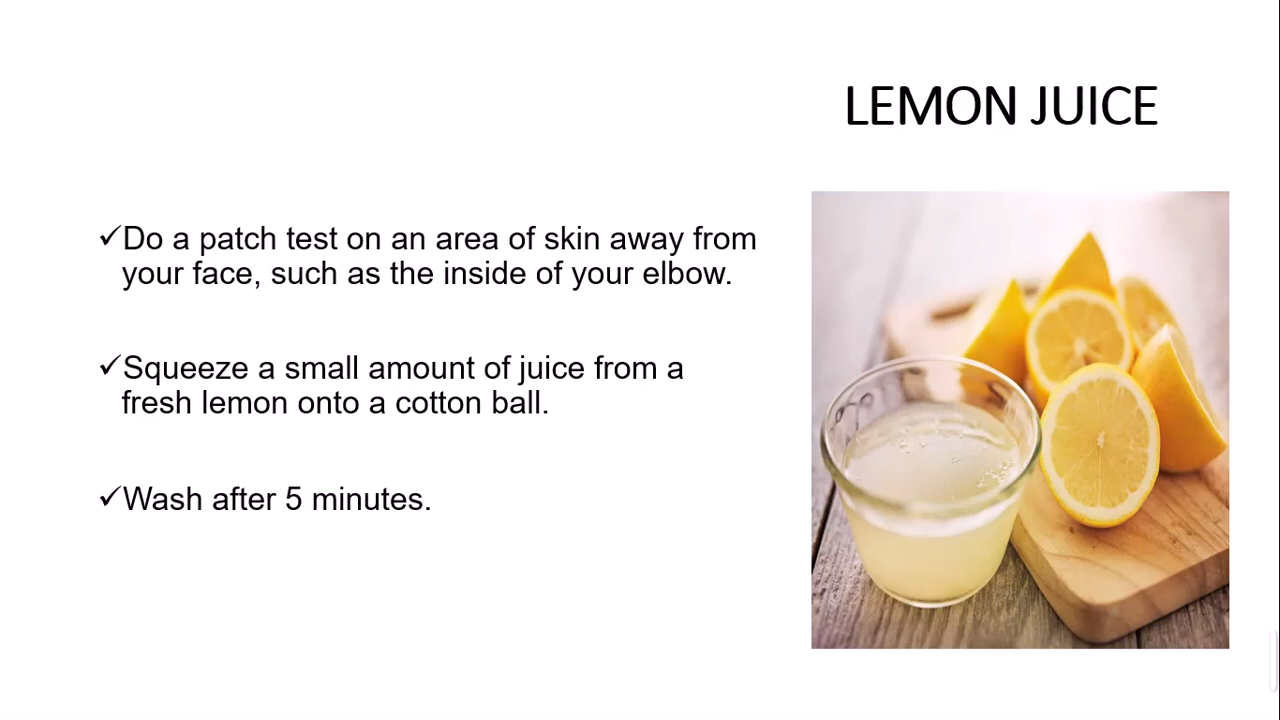 LEMON JUICE
✓Do a patch test on an area of skin away from
your face, such as the inside of your elbow.
✓Squeeze a small amount of juice from a
fresh lemon onto a cotton ball.
✓Wash after 5 minutes.